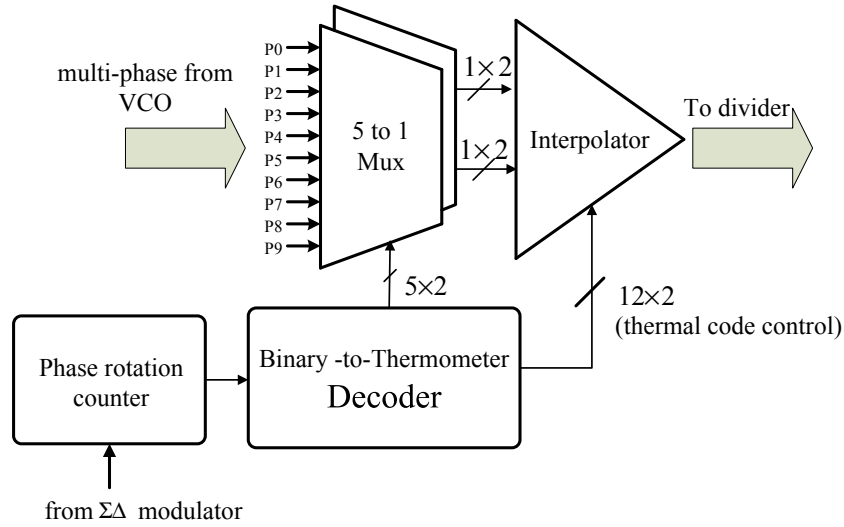 multi-phase from
VCO
P0
P1
P2
P3
P4
P5
P6
P7
P8
P9
5 to 1
Mux
1×2
1×2
Interpolator
To divider
5×2
12×2
(thermal code control)
Phase rotation
counter
Binary -to-Thermometer
Decoder
from ΣΔ modulator